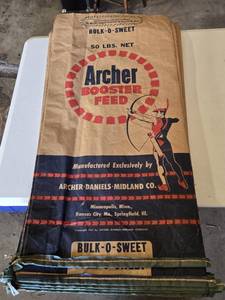 BULK-O-SWEET
50 LBS. NET
Archer
BOOSTER
FEED
Manufactured Exclusively by
ARCHER-DANIELS-MIDLAND CO.
Minneapolis, Minn.
Kansas City Mo., Springfield, Ill.
BULK-O-SWEET